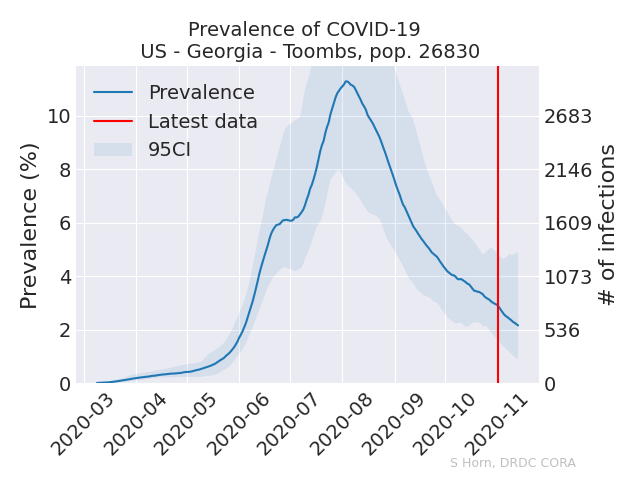 Prevalence of COVID-19
US - Georgia - Toombs, pop. 26830
Prevalence
Latest data
95CI
Prevalence (%)
10
8
6
4
2
0
2683
2146
1609
1073
536
0
# of infections
2020-03
2020-04
2020-05
2020-06
2020-07
2020-08
2020-09
2020-10
2020-11
S Horn, DRDC CORA